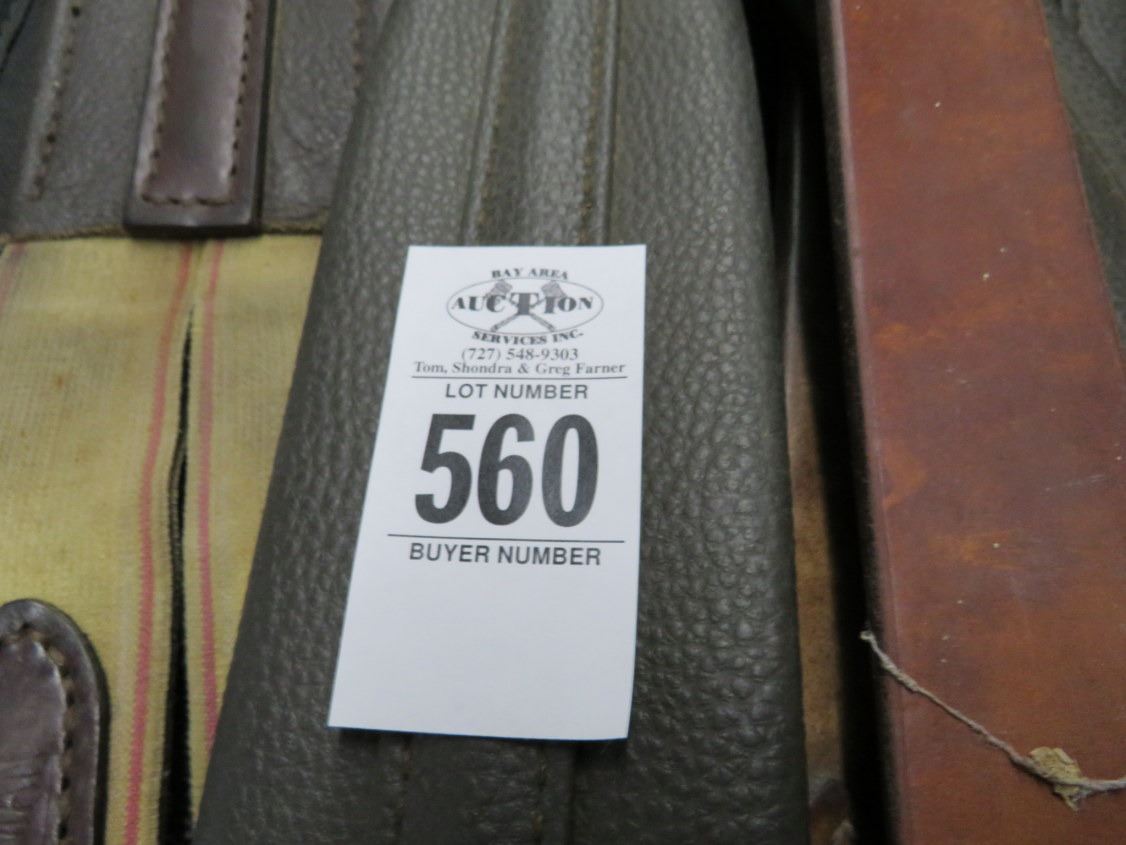 BAY AREA
AUCTION
SERVICES INC.
(727) 548-9303
Tom, Shondra & Greg Farner
LOT NUMBER
560
BUYER NUMBER